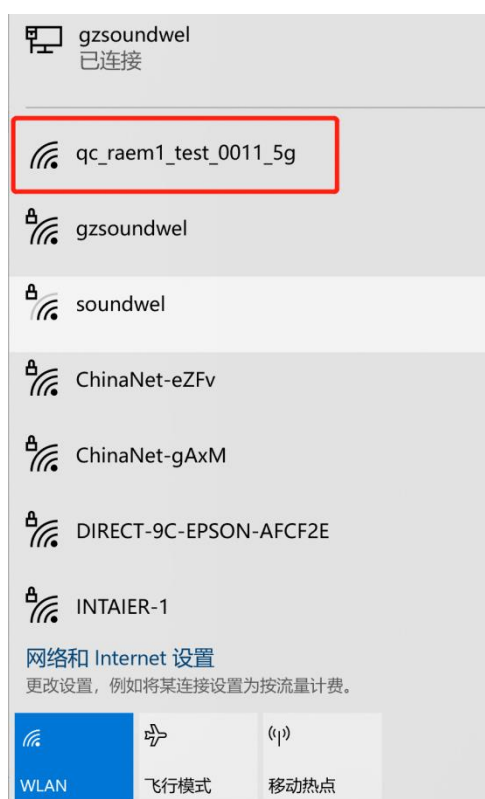 gzsoundwel
已连接
qc_raem1_test_0011_5g
gzsoundwel
soundwel
ChinaNet-eZFv
ChinaNet-gAxM
DIRECT-9C-EPSON-AFCF2E
INTAIER-1
网络和 Internet 设置
更改设置，例如将某连接设置为按流量计费。
WLAN
飞行模式
移动热点